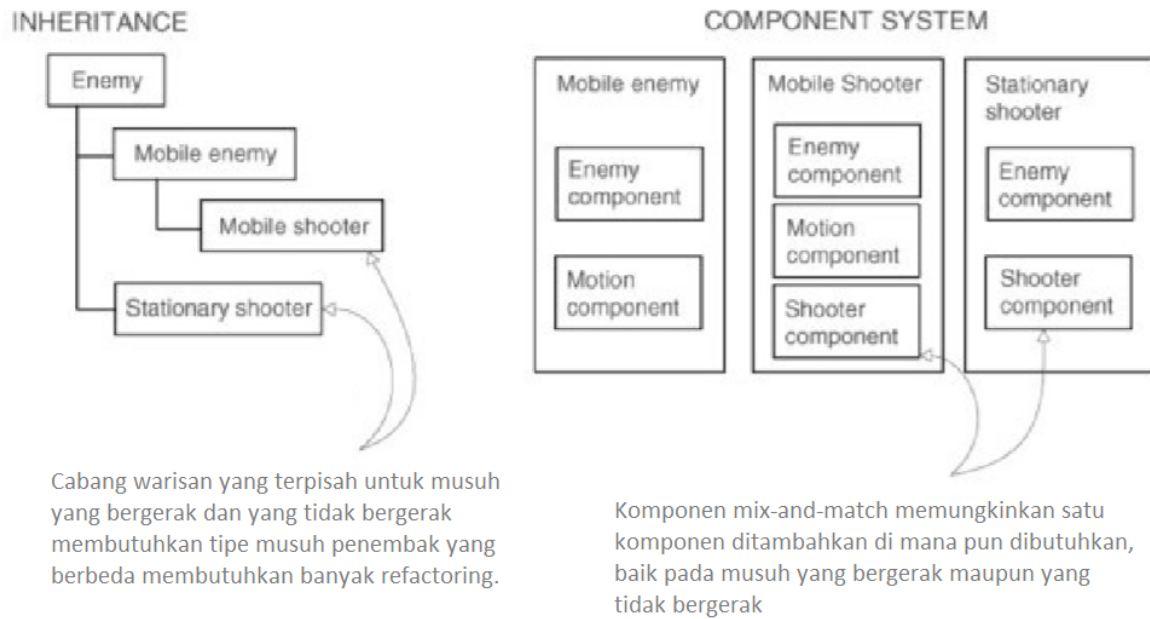 INHERITANCE
Enemy
Mobile enemy
Mobile shooter
Stationary shooter
Cabang warisan yang terpisah untuk musuh
yang bergerak dan yang tidak bergerak
membutuhkan tipe musuh penembak yang
berbeda membutuhkan banyak refactoring.
COMPONENT SYSTEM
Mobile enemy
Enemy
component
Motion
component
Mobile Shooter
Enemy
component
Motion
component
Shooter
component
Stationary
shooter
Enemy
component
Shooter
component
Komponen mix-and-match memungkinkan satu
komponen ditambahkan di mana pun dibutuhkan,
baik pada musuh yang bergerak maupun yang
tidak bergerak